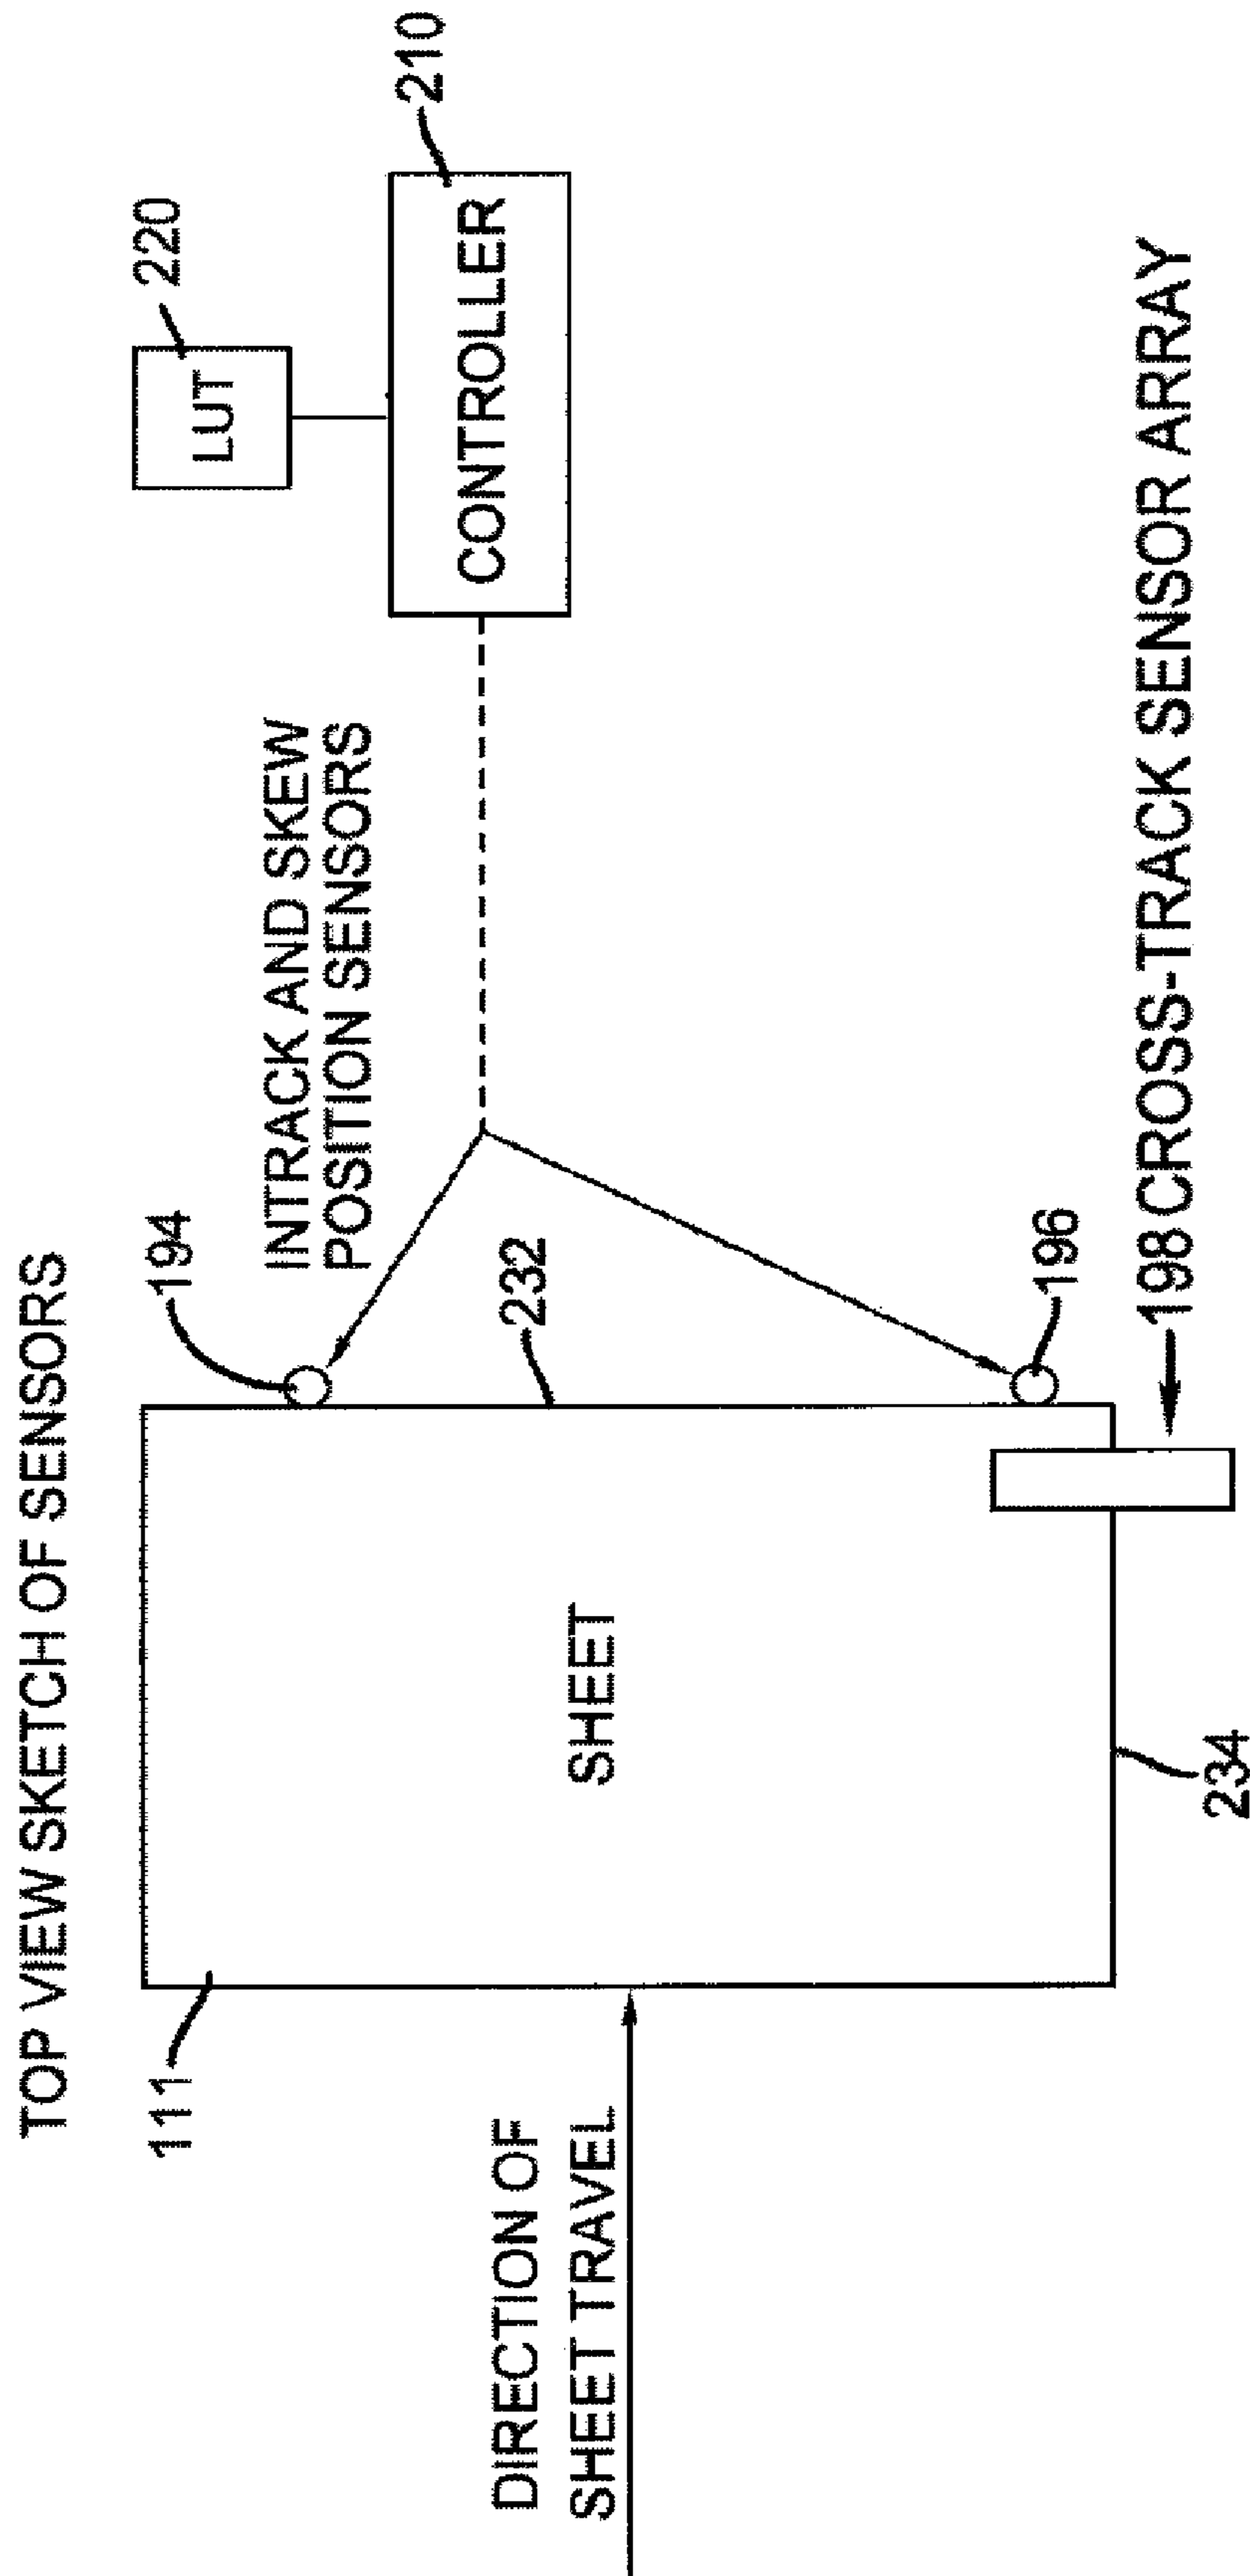 TOP VIEW SKETCH OF SENSORS
111
194
INTRACK AND SKEW
POSITION SENSORS
220
LUT
210
CONTROLLER
DIRECTION OF
SHEET TRAVEL
SHEET
232
196
234
198 CROSS-TRACK SENSOR ARRAY